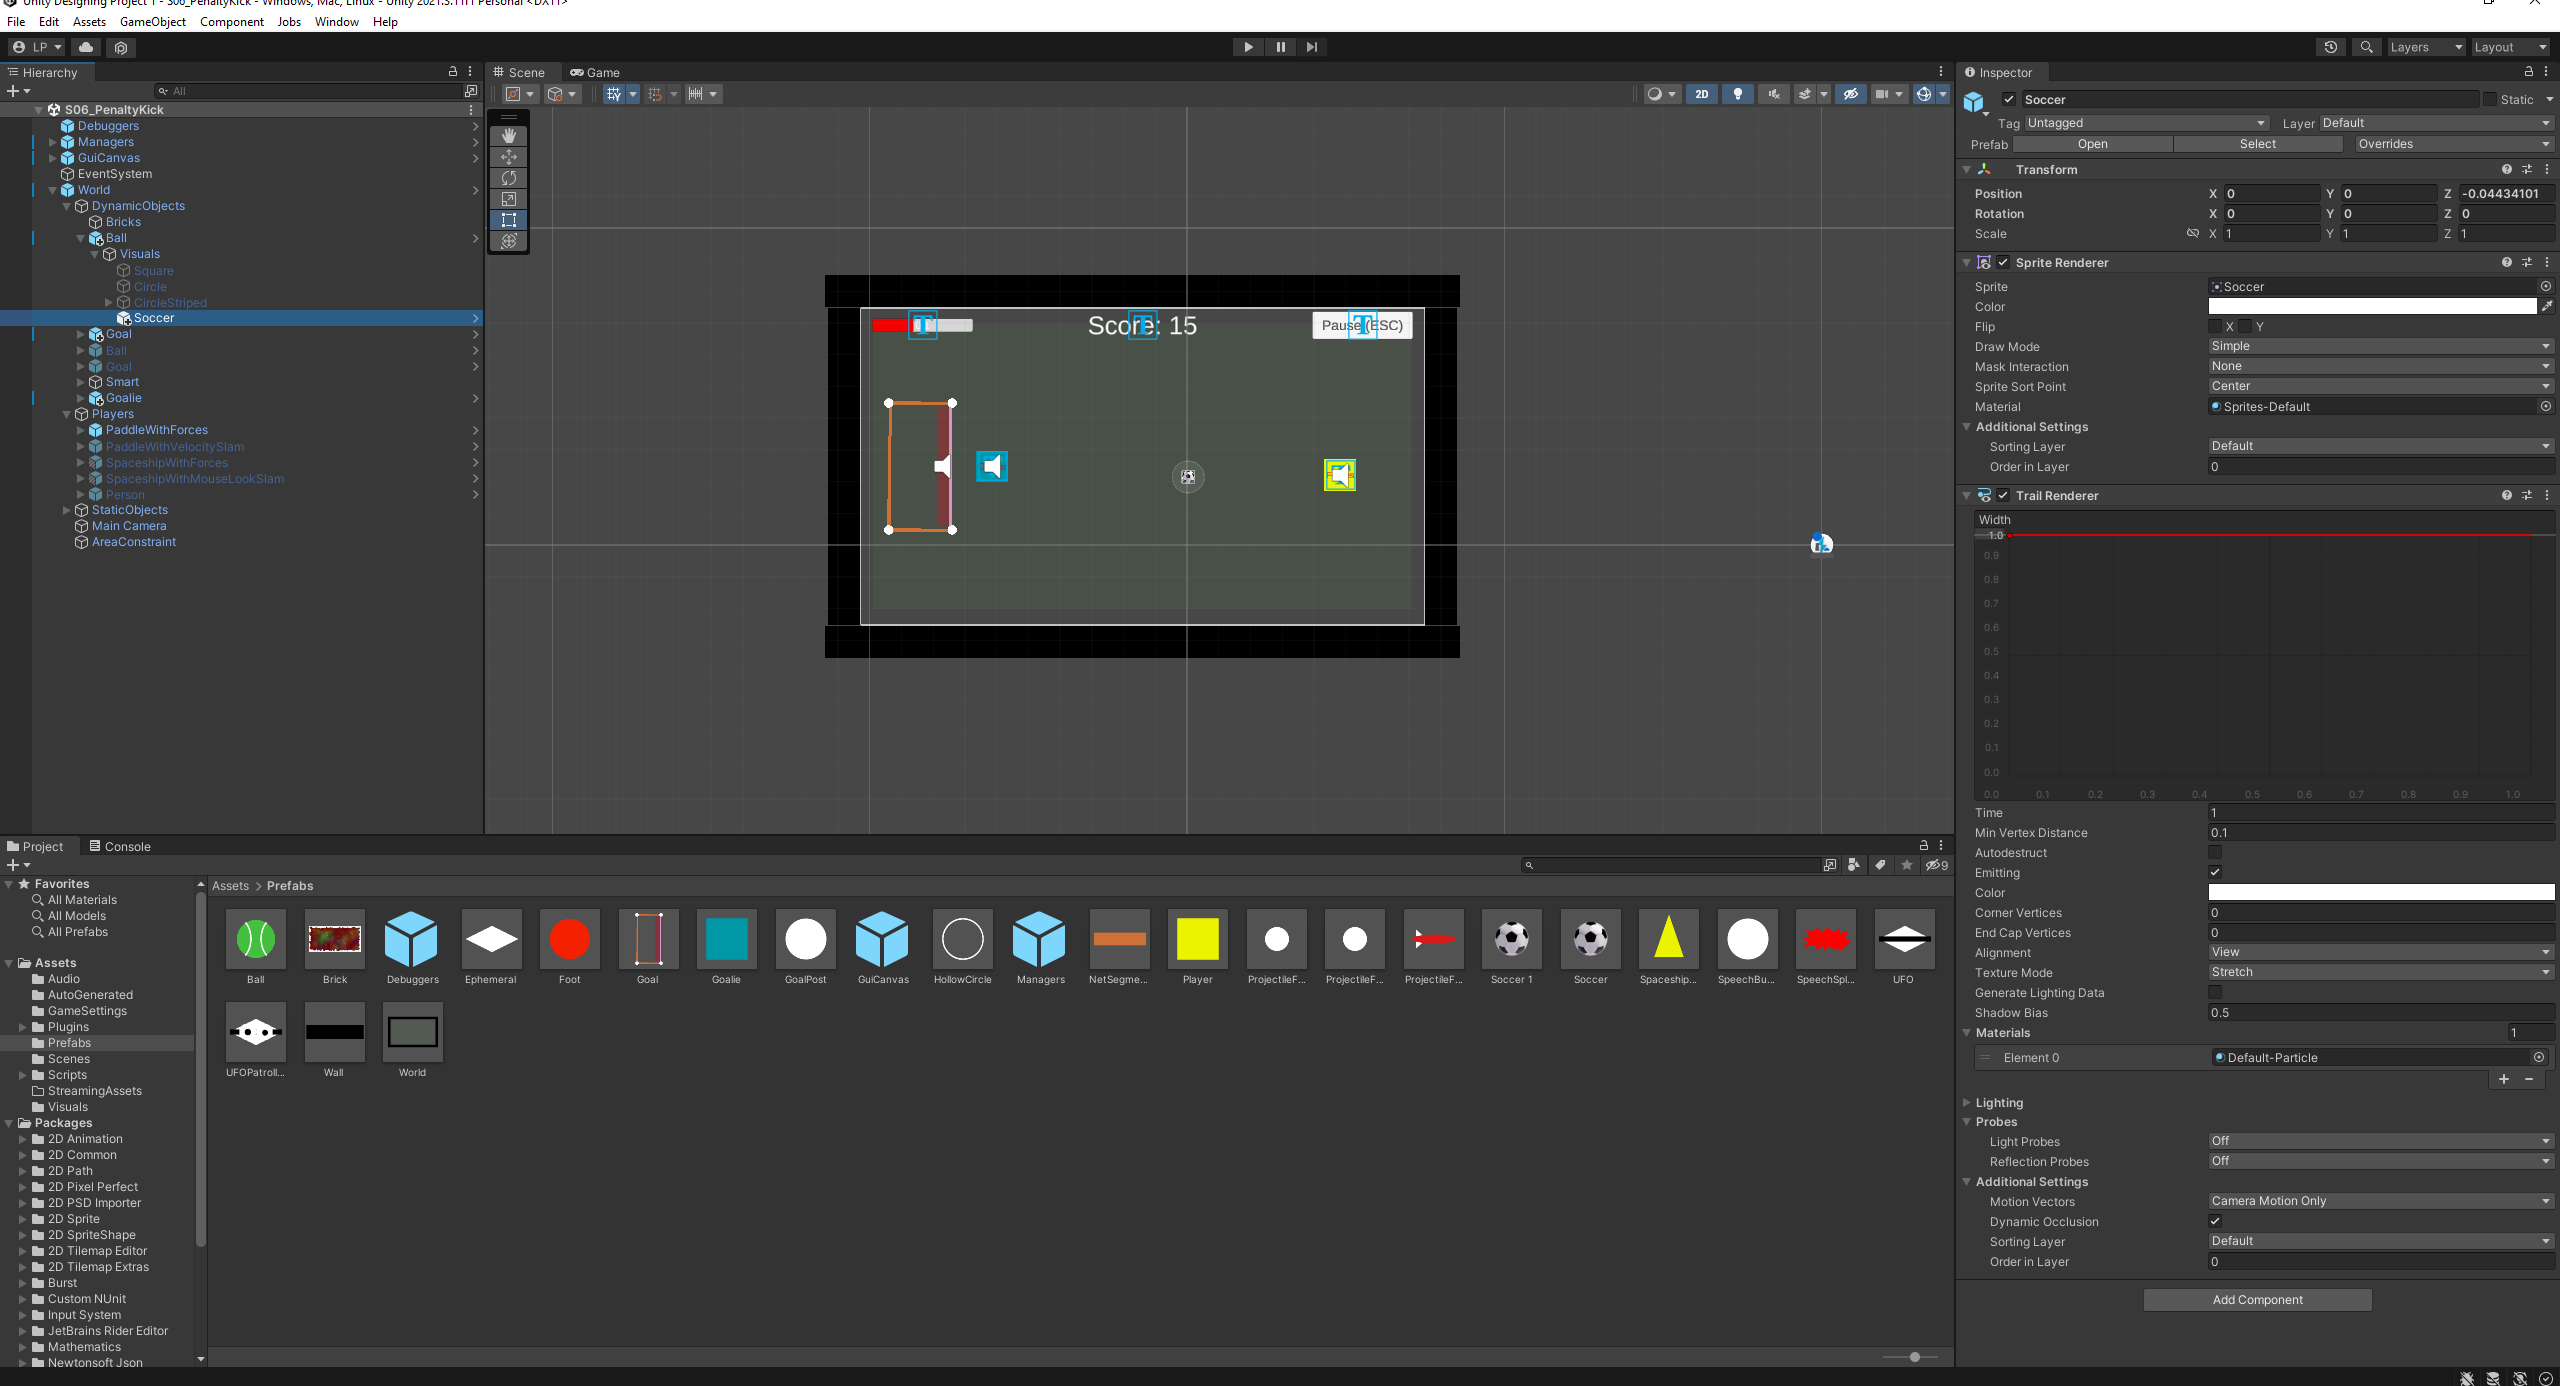 Unity Designing Project 1 - S06_PenaltyKick - Windows, Mac, Linux - Unity 2021.3.11f1 Personal <DX11>
File Edit Assets GameObject Component Jobs Window Help
LP Layers Layout
Hierarchy
All
S06_PenaltyKick
Debuggers
Managers
GuiCanvas
EventSystem
World
DynamicObjects
Bricks
Ball
Visuals
Square
Circle
CircleStriped
Soccer
Goal
Ball
Goal
Smart
Goalie
Players
PaddleWithForces
PaddleWithVelocitySlam
SpaceshipWithForces
SpaceshipWithMouseLookSlam
Person
StaticObjects
Main Camera
AreaConstraint
Scene Game
2D
Score: 15
Pause (ESC)
Inspector
Soccer Static
Tag Untagged Layer Default
Prefab Open Select Overrides
Transform
Position X 0 Y 0 Z -0.04434101
Rotation X 0 Y 0 Z 0
Scale X 1 Y 1 Z 1
Sprite Renderer
Sprite Soccer
Color
Flip X Y
Draw Mode Simple
Mask Interaction None
Sprite Sort Point Center
Material Sprites-Default
Additional Settings
Sorting Layer Default
Order in Layer 0
Trail Renderer
Width
1.0
0.9
0.8
0.7
0.6
0.5
0.4
0.3
0.2
0.1
0.0
0.0 0.1 0.2 0.3 0.4 0.5 0.6 0.7 0.8 0.9 1.0
Time 1
Min Vertex Distance 0.1
Autodestruct
Emitting
Color
Corner Vertices 0
End Cap Vertices 0
Alignment View
Texture Mode Stretch
Generate Lighting Data
Shadow Bias 0.5
Materials 1
Element 0 Default-Particle
Lighting
Probes
Light Probes Off
Reflection Probes Off
Additional Settings
Motion Vectors Camera Motion Only
Dynamic Occlusion
Sorting Layer Default
Order in Layer 0
Add Component
Project Console
9
Favorites
All Materials
All Models
All Prefabs
Assets
Audio
AutoGenerated
GameSettings
Plugins
Prefabs
Scenes
Scripts
StreamingAssets
Visuals
Packages
2D Animation
2D Common
2D Path
2D Pixel Perfect
2D PSD Importer
2D Sprite
2D SpriteShape
2D Tilemap Editor
2D Tilemap Extras
Burst
Custom NUnit
Input System
JetBrains Rider Editor
Mathematics
Newtonsoft Json
Assets > Prefabs
Ball Brick Debuggers Ephemeral Foot Goal Goalie GoalPost GuiCanvas HollowCircle Managers NetSegme... Player ProjectileF... ProjectileF... ProjectileF... Soccer 1 Soccer Spaceship... SpeechBu... SpeechSpl... UFO
UFOPatroll... Wall World